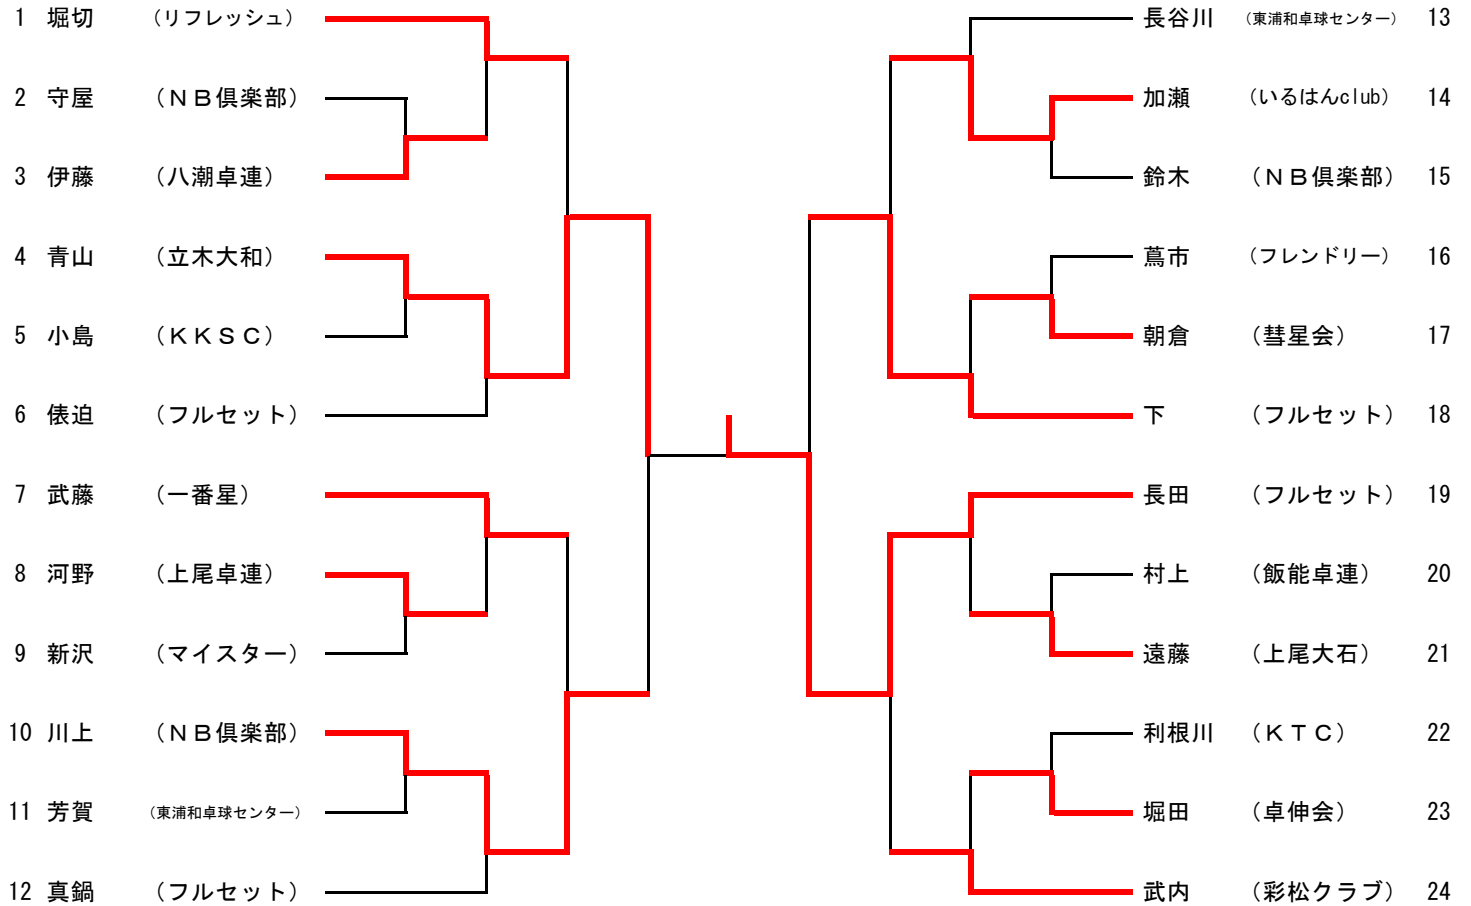 1 堀切 （リフレッシュ）
2 守屋 （ＮＢ倶楽部）
3 伊藤 （八潮卓連）
4 青山 （立木大和）
5 小島 （ＫＫＳＣ）
6 俵迫 （フルセット）
7 武藤 （一番星）
8 河野 （上尾卓連）
9 新沢 （マイスター）
10 川上 （ＮＢ倶楽部）
11 芳賀 （東浦和卓球センター）
12 真鍋 （フルセット）
長谷川 （東浦和卓球センター） 13
加瀬 （いるはんclub） 14
鈴木 （ＮＢ倶楽部） 15
蔦市 （フレンドリー） 16
朝倉 （彗星会） 17
下 （フルセット） 18
長田 （フルセット） 19
村上 （飯能卓連） 20
遠藤 （上尾大石） 21
利根川 （ＫＴＣ） 22
堀田 （卓伸会） 23
武内 （彩松クラブ） 24